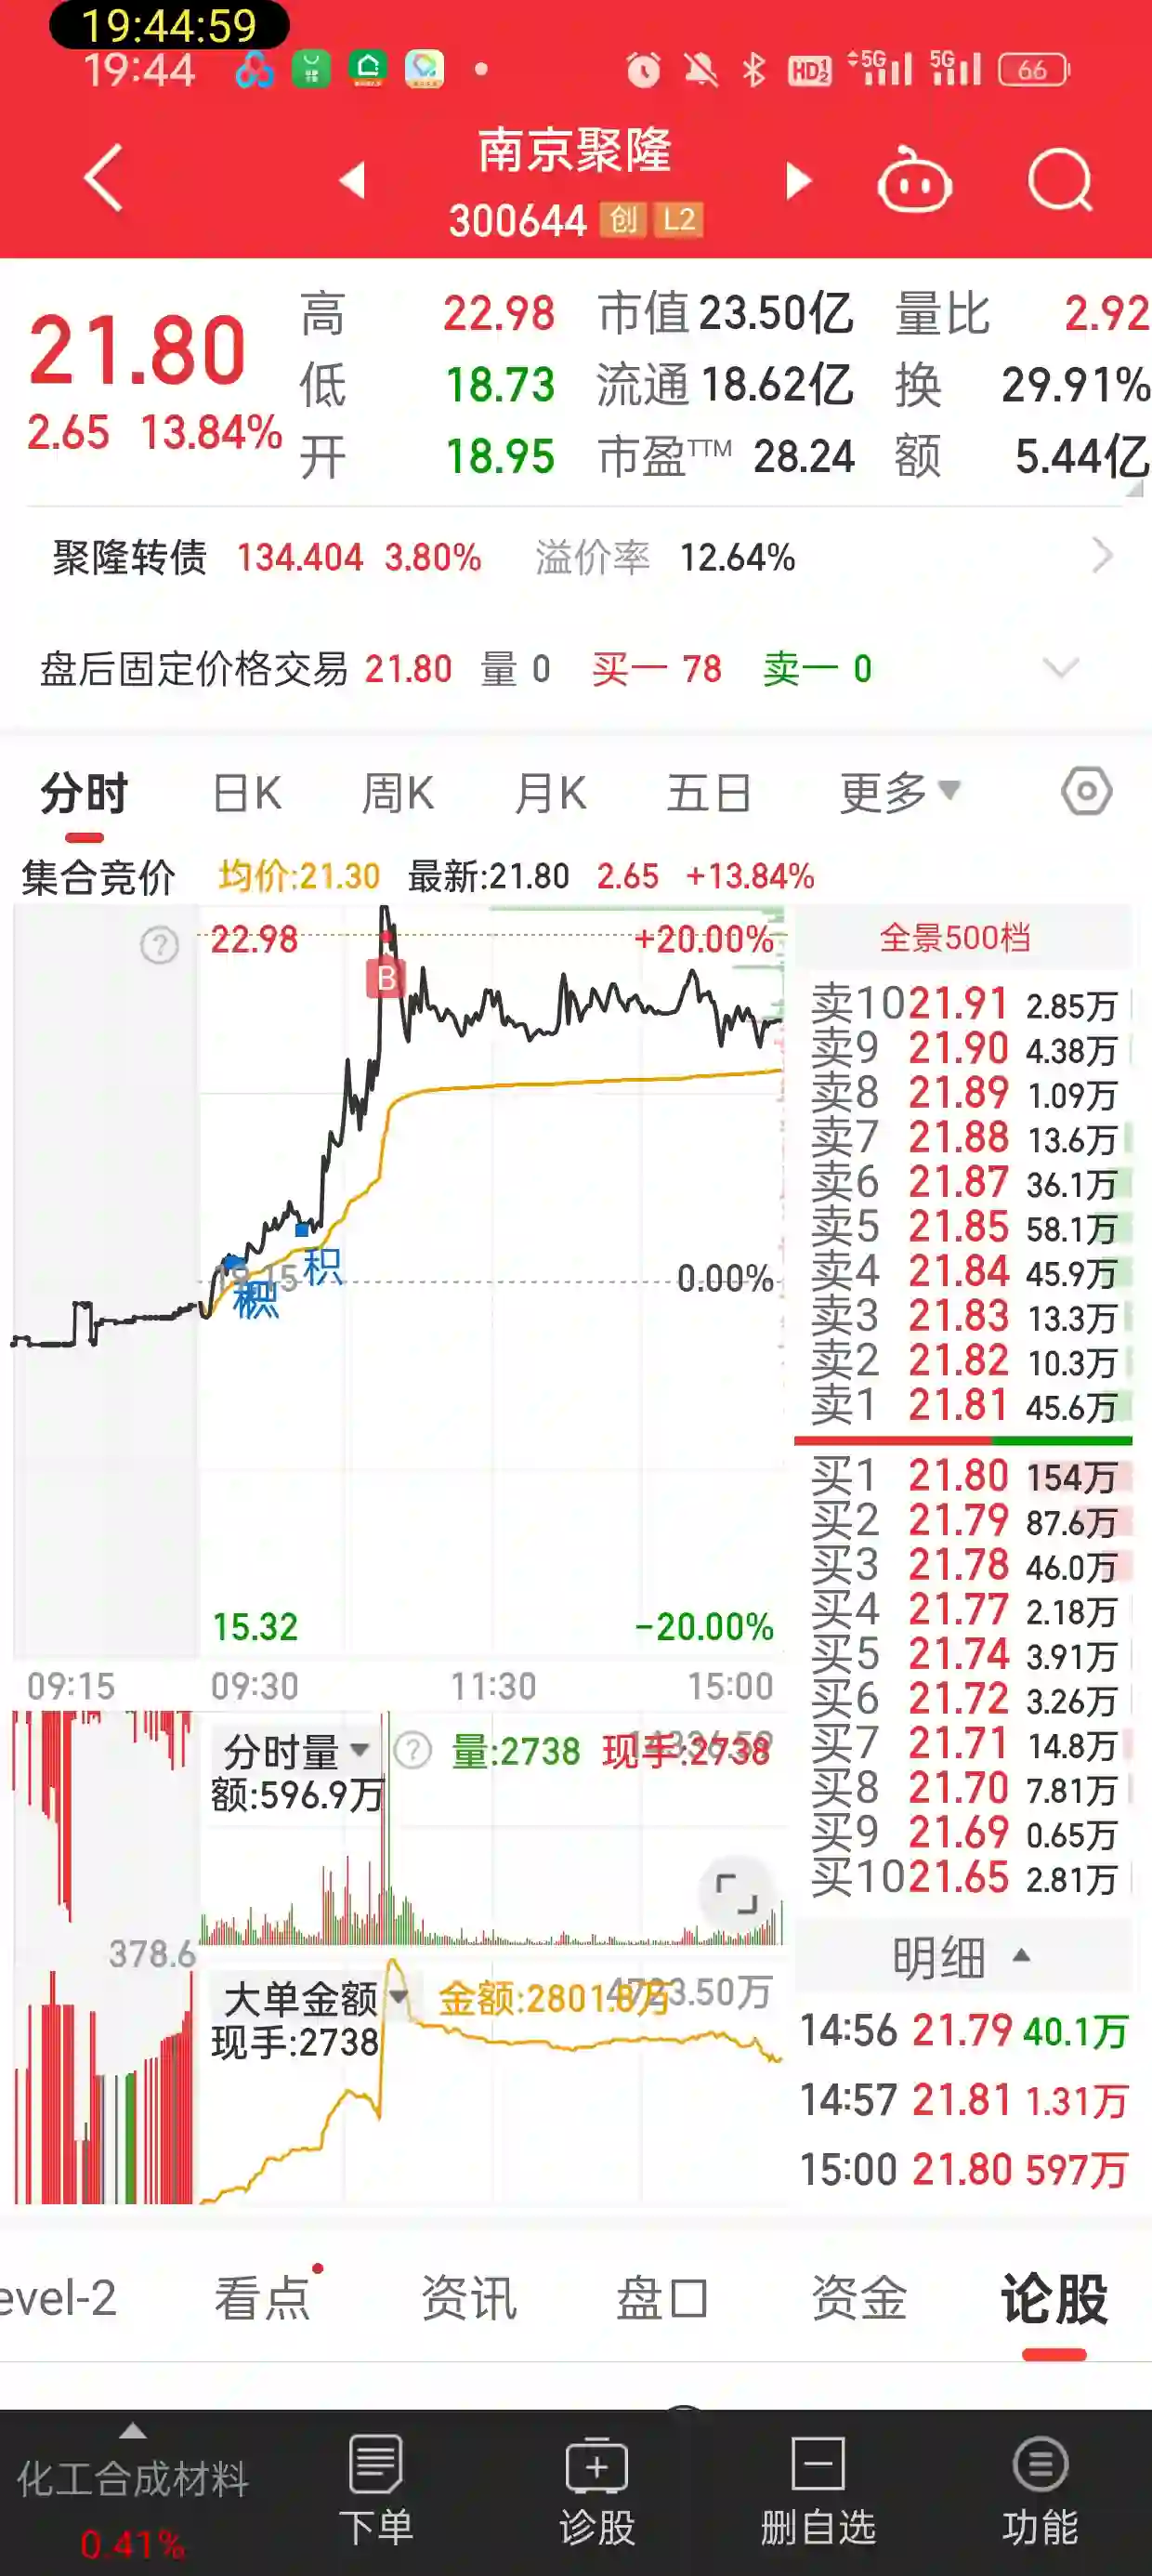 19:44:59
19:44 HD12 5G 5G 66
南京聚隆
300644 创 L2
21.80
2.65 13.84%
高 22.98 市值 23.50亿 量比 2.92
低 18.73 流通 18.62亿 换 29.91%
开 18.95 市盈TTM 28.24 额 5.44亿
聚隆转债 134.404 3.80% 溢价率 12.64%
盘后固定价格交易 21.80 量 0 买一 78 卖一 0
分时 日K 周K 月K 五日 更多
集合竞价 均价:21.30 最新:21.80 2.65 +13.84%
22.98 +20.00%
B
积
0.00%
15.32 -20.00%
09:15 09:30 11:30 15:00
分时量 量:2738 现手:2738
额:596.9万
378.6
大单金额 金额:2801.8万
现手:2738
全景500档
卖10 21.91 2.85万
卖9 21.90 4.38万
卖8 21.89 1.09万
卖7 21.88 13.6万
卖6 21.87 36.1万
卖5 21.85 58.1万
卖4 21.84 45.9万
卖3 21.83 13.3万
卖2 21.82 10.3万
卖1 21.81 45.6万
买1 21.80 154万
买2 21.79 87.6万
买3 21.78 46.0万
买4 21.77 2.18万
买5 21.74 3.91万
买6 21.72 3.26万
买7 21.71 14.8万
买8 21.70 7.81万
买9 21.69 0.65万
买10 21.65 2.81万
明细
14:56 21.79 40.1万
14:57 21.81 1.31万
15:00 21.80 597万
evel-2 看点 资讯 盘口 资金 论股
化工合成材料
0.41%
下单 诊股 删自选 功能